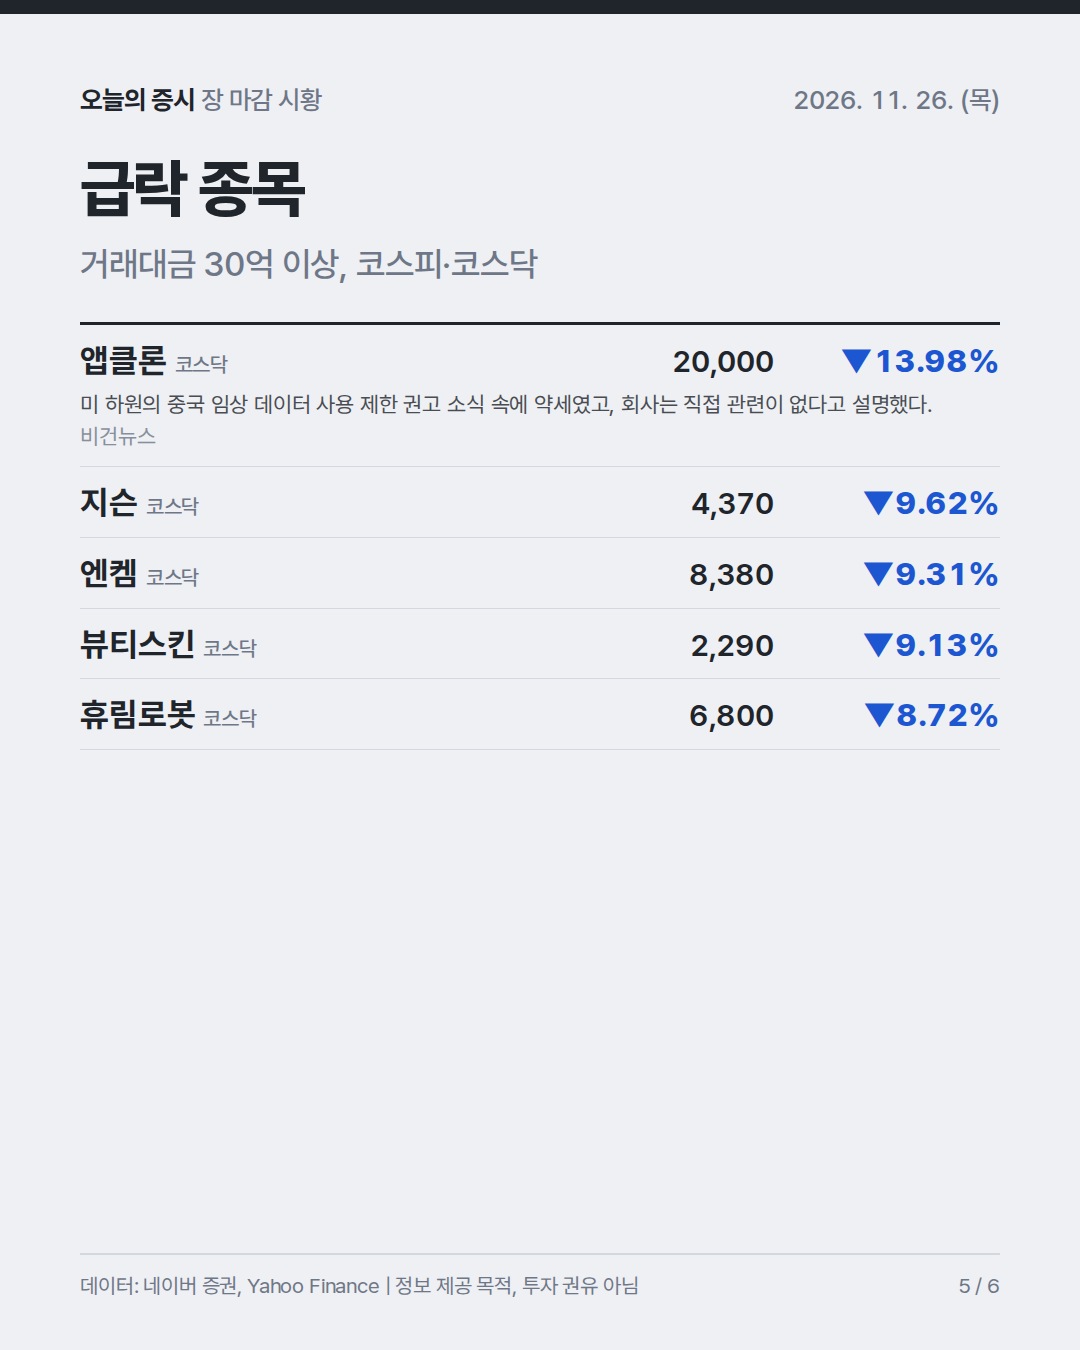 오늘의 증시 장 마감 시황 2026. 11. 26. (목)
급락 종목
거래대금 30억 이상, 코스피·코스닥
앱클론 코스닥 20,000 ▼13.98%
미 하원의 중국 임상 데이터 사용 제한 권고 소식 속에 약세였고, 회사는 직접 관련이 없다고 설명했다.
비건뉴스
지슨 코스닥 4,370 ▼9.62%
엔켐 코스닥 8,380 ▼9.31%
뷰티스킨 코스닥 2,290 ▼9.13%
휴림로봇 코스닥 6,800 ▼8.72%
데이터: 네이버 증권, Yahoo Finance | 정보 제공 목적, 투자 권유 아님 5 / 6